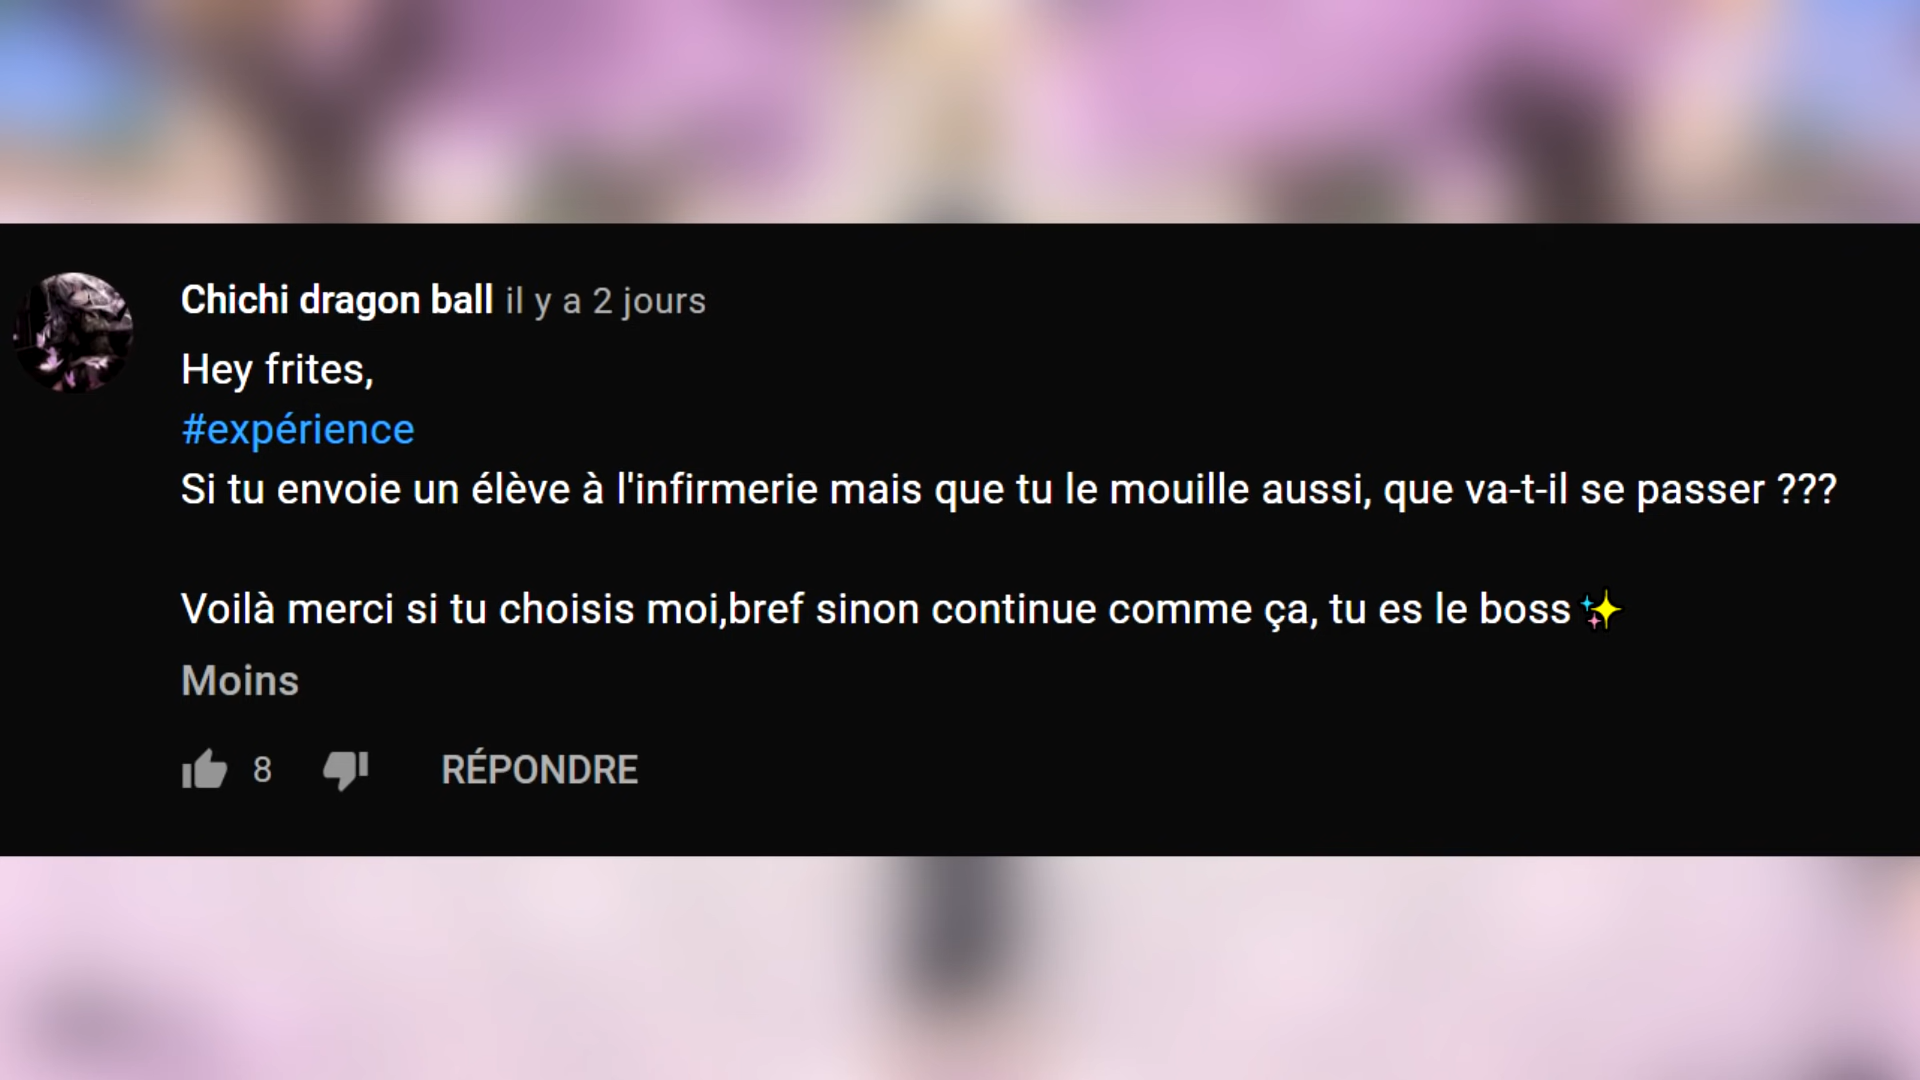 Chichi dragon ball il y a 2 jours
Hey frites,
#expérience
Si tu envoie un élève à l'infirmerie mais que tu le mouille aussi, que va-t-il se passer ???
Voilà merci si tu choisis moi,bref sinon continue comme ça, tu es le boss✨
Moins
8 RÉPONDRE